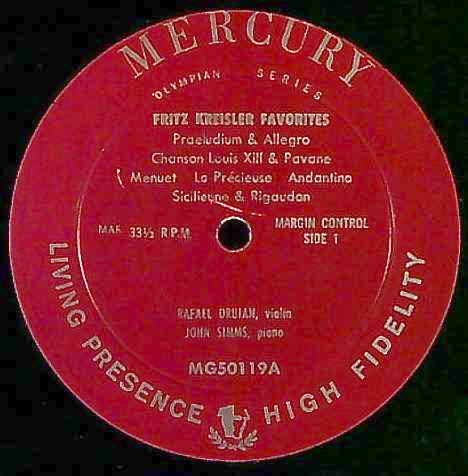 MERCURY
OLYMPIAN SERIES
FRITZ KREISLER FAVORITES
Praeludium & Allegro
Chanson Louis XIII & Pavane
Menuet La Précieuse Andantino
Sicilienne & Rigaudon
MAR. 33⅓ R.P.M.
MARGIN CONTROL
SIDE 1
RAFAEL DRUIAN, violin
JOHN SIMMS, piano
MG50119A
LIVING PRESENCE HIGH FIDELITY